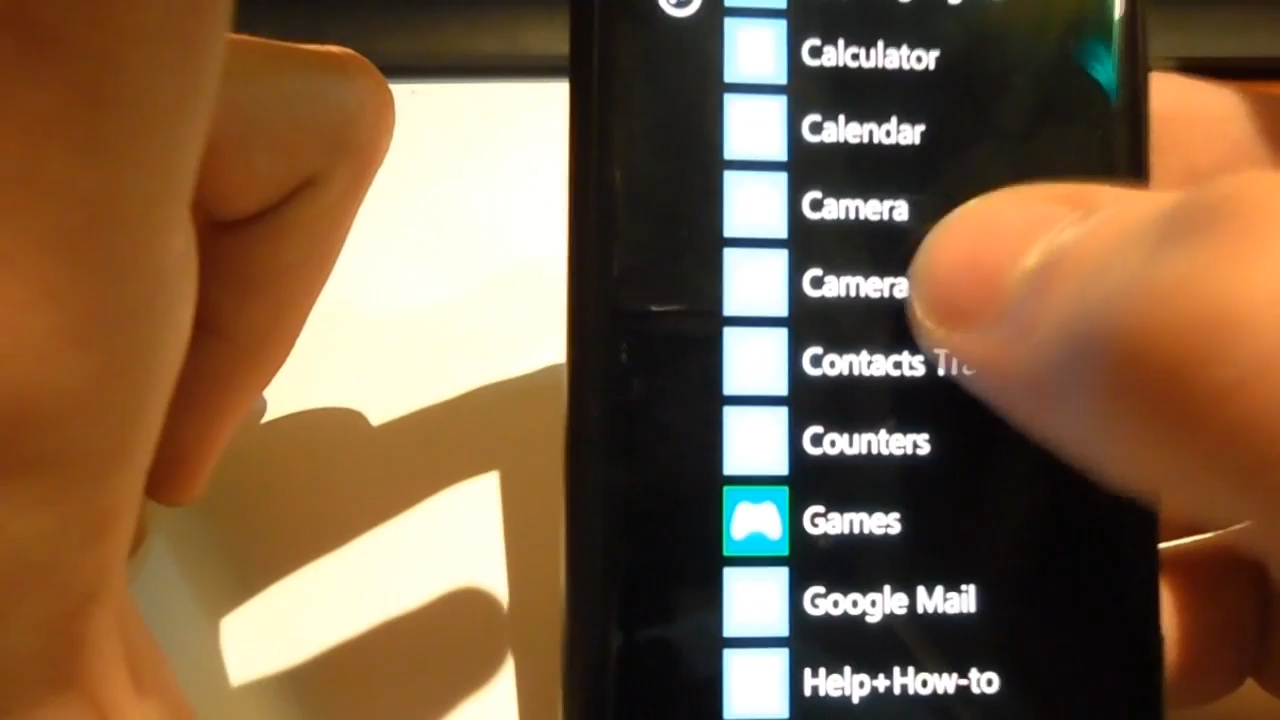 Calculator
Calendar
Camera
Camera
Contacts
Counters
Games
Google Mail
Help+How-to